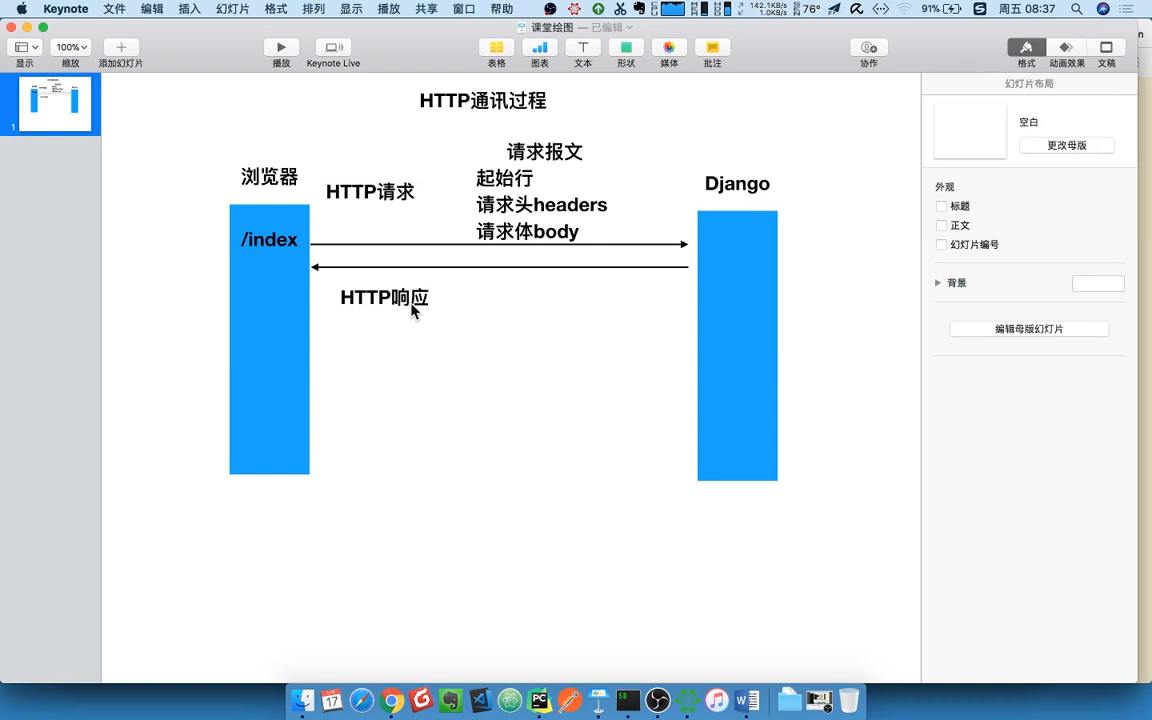 Keynote 文件 编辑 插入 幻灯片 格式 排列 显示 播放 共享 窗口 帮助
142.1KB/s
1.0KB/s
76° 91% 周五 08:37
课堂绘图 — 已编辑
100%
显示 缩放 添加幻灯片 播放 Keynote Live 表格 图表 文本 形状 媒体 批注 协作 格式 动画效果 文稿
幻灯片布局
1
空白
更改母版
外观
标题
正文
幻灯片编号
背景
编辑母版幻灯片
HTTP通讯过程
请求报文
浏览器
HTTP请求
起始行
请求头headers
请求体body
Django
/index
HTTP响应
17
PC